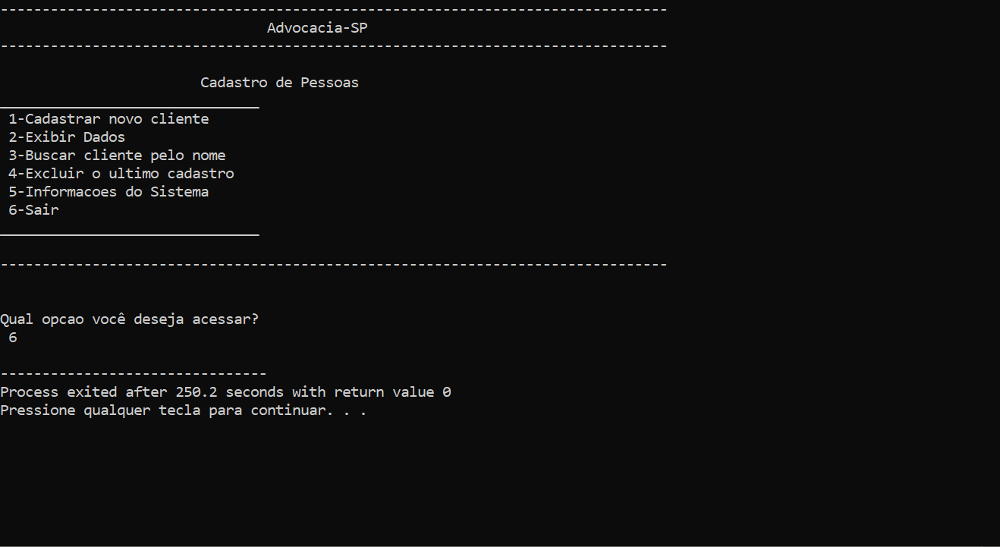 --------------------------------------------------------------------------------
Advocacia-SP
--------------------------------------------------------------------------------
Cadastro de Pessoas
_______________________________
1-Cadastrar novo cliente
2-Exibir Dados
3-Buscar cliente pelo nome
4-Excluir o ultimo cadastro
5-Informacoes do Sistema
6-Sair
_______________________________
--------------------------------------------------------------------------------
Qual opcao você deseja acessar?
6
--------------------------------
Process exited after 250.2 seconds with return value 0
Pressione qualquer tecla para continuar. . .